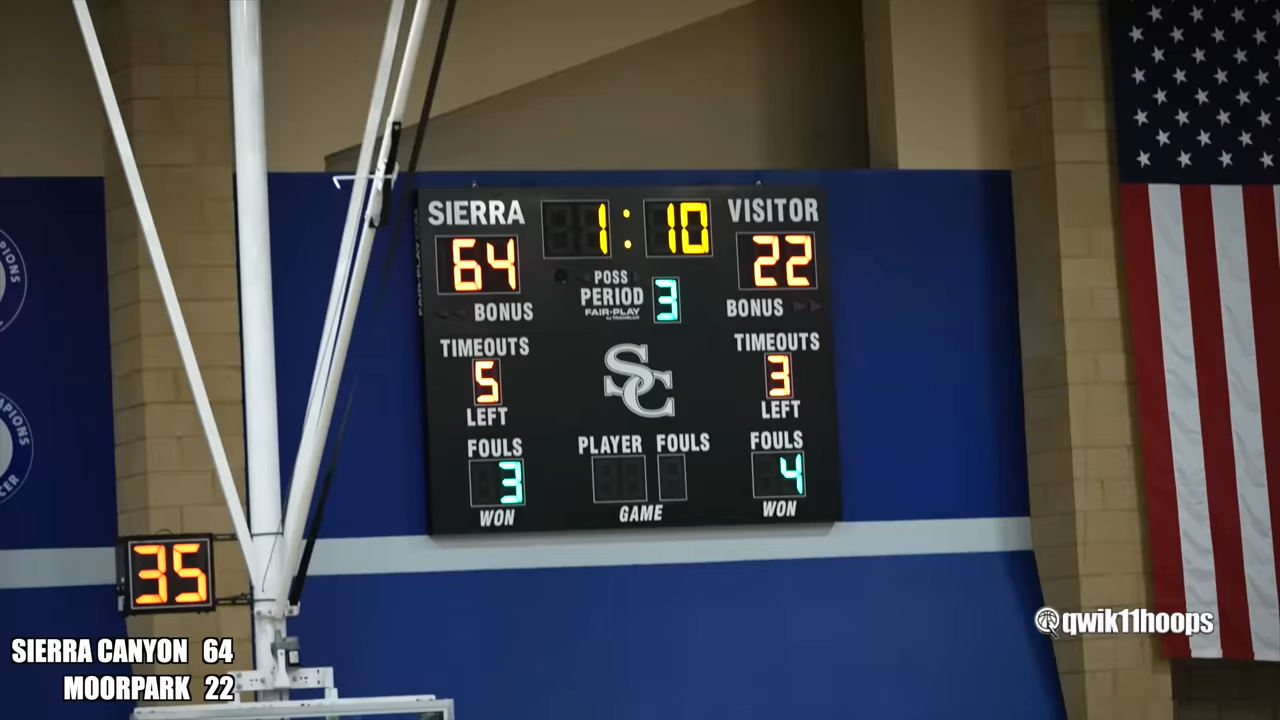 SIERRA
1:10
VISITOR
64
22
POSS
PERIOD
3
FAIR-PLAY
BONUS
BONUS
TIMEOUTS
5
LEFT
SC
TIMEOUTS
3
LEFT
FOULS
3
WON
PLAYER FOULS
GAME
FOULS
4
WON
35
SIERRA CANYON 64
MOORPARK 22
@qwik11hoops